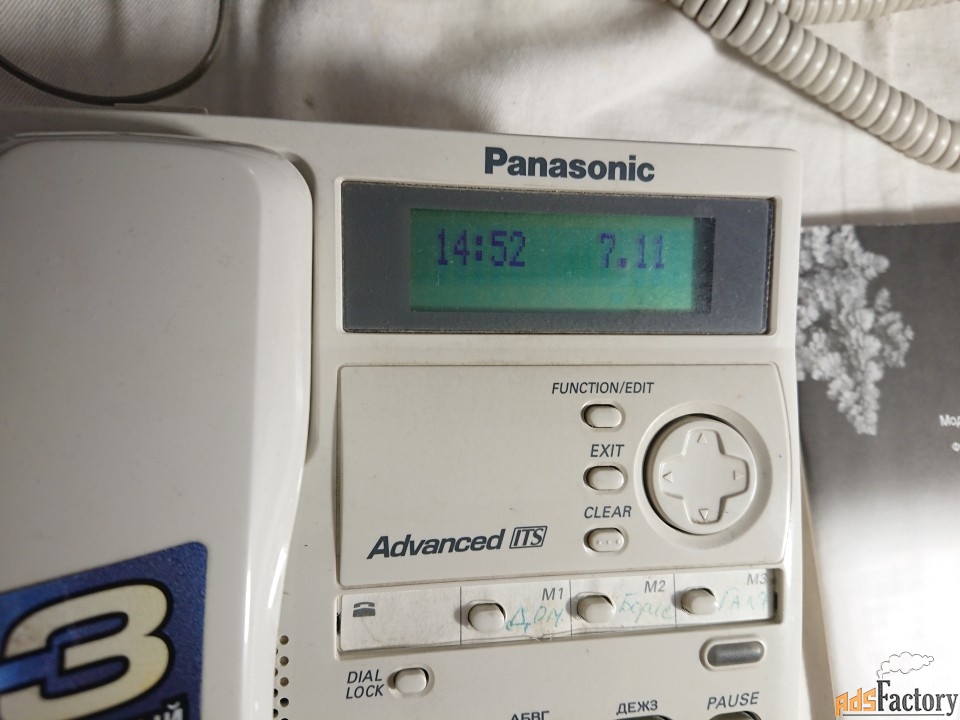 Panasonic
14:52 7.11
FUNCTION/EDIT
EXIT
CLEAR
Advanced ITS
M1 M2 M3
Дом. Борис Галя
DIAL
LOCK
3
АБВГ ДЕЖЗ PAUSE
AdsFactory